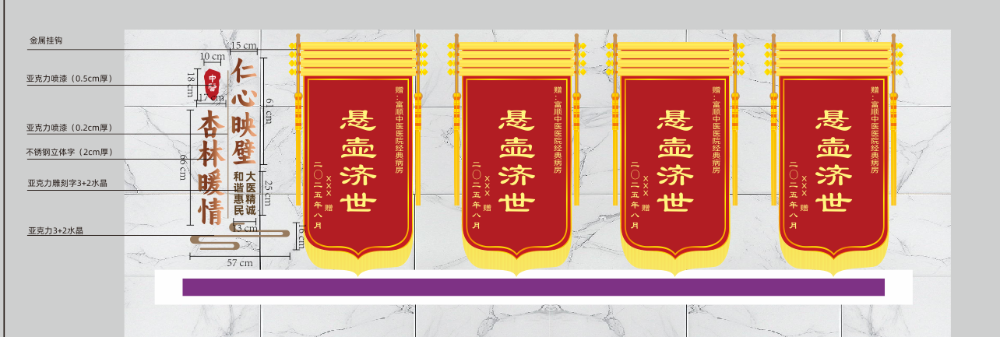 金属挂钩
亚克力喷漆（0.5cm厚）
亚克力喷漆（0.2cm厚）
不锈钢立体字（2cm厚）
亚克力雕刻字3+2水晶
亚克力3+2水晶
15 cm
10 cm
18 cm
中醫
66 cm
25 cm
13 cm
16 cm
57 cm
仁心映壁
杏林暖情
大医精诚
和谐惠民
赠：富顺中医医院经典病房
悬壶济世
XXX 赠
二〇二五年八月
赠：富顺中医医院经典病房
悬壶济世
XXX 赠
二〇二五年八月
赠：富顺中医医院经典病房
悬壶济世
XXX 赠
二〇二五年八月
赠：富顺中医医院经典病房
悬壶济世
XXX 赠
二〇二五年八月